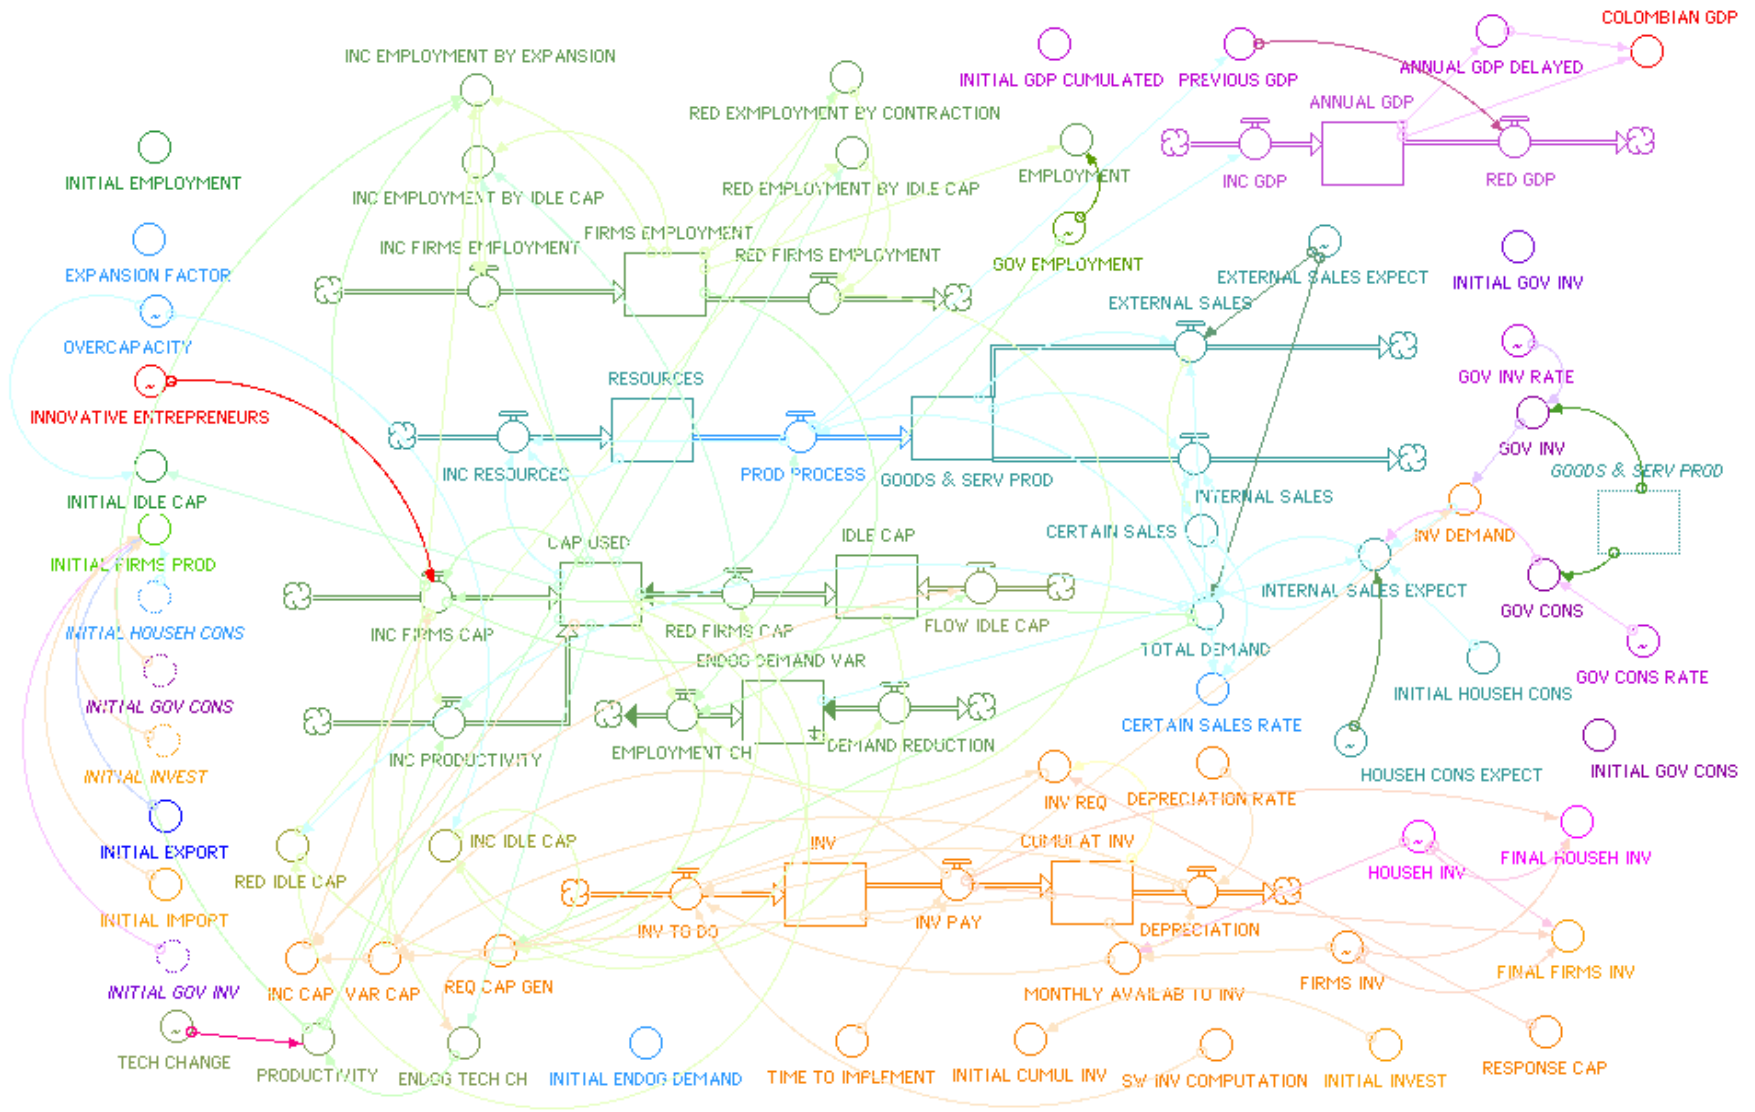 COLOMBIAN GDP
INC EMPLOYMENT BY EXPANSION
INITIAL GDP CUMULATED
PREVIOUS GDP
ANNUAL GDP DELAYED
RED EXMPLOYMENT BY CONTRACTION
ANNUAL GDP
INITIAL EMPLOYMENT
INC EMPLOYMENT BY IDLE CAP
RED EMPLOYMENT BY IDLE CAP
EMPLOYMENT
INC GDP
RED GDP
EXPANSION FACTOR
INC FIRMS EMPLOYMENT
FIRMS EMPLOYMENT
RED FIRMS EMPLOYMENT
GOV EMPLOYMENT
EXTERNAL SALES EXPECT
INITIAL GOV INV
EXTERNAL SALES
OVERCAPACITY
RESOURCES
GOV INV RATE
INNOVATIVE ENTREPRENEURS
INC RESOURCES
PROD PROCESS
GOODS & SERV PROD
GOV INV
GOODS & SERV PROD
INITIAL IDLE CAP
INTERNAL SALES
CERTAIN SALES
INV DEMAND
CAP USED
IDLE CAP
INITIAL FIRMS PROD
INTERNAL SALES EXPECT
GOV CONS
INITIAL HOUSEH CONS
INC FIRMS CAP
RED FIRMS CAP
FLOW IDLE CAP
TOTAL DEMAND
ENDOG DEMAND VAR
GOV CONS RATE
INITIAL HOUSEH CONS
INITIAL GOV CONS
CERTAIN SALES RATE
EMPLOYMENT CH
DEMAND REDUCTION
INC PRODUCTIVITY
INITIAL INVEST
HOUSEH CONS EXPECT
INITIAL GOV CONS
INV REQ
DEPRECIATION RATE
INITIAL EXPORT
INC IDLE CAP
INV
CUMULAT INV
FINAL HOUSEH INV
RED IDLE CAP
HOUSEH INV
INITIAL IMPORT
INV TO DO
INV PAY
DEPRECIATION
FINAL FIRMS INV
INITIAL GOV INV
INC CAP
VAR CAP
REQ CAP GEN
MONTHLY AVAILAB TO INV
FIRMS INV
TECH CHANGE
PRODUCTIVITY
ENDOG TECH CH
INITIAL ENDOG DEMAND
TIME TO IMPLEMENT
INITIAL CUMUL INV
SW INV COMPUTATION
INITIAL INVEST
RESPONSE CAP